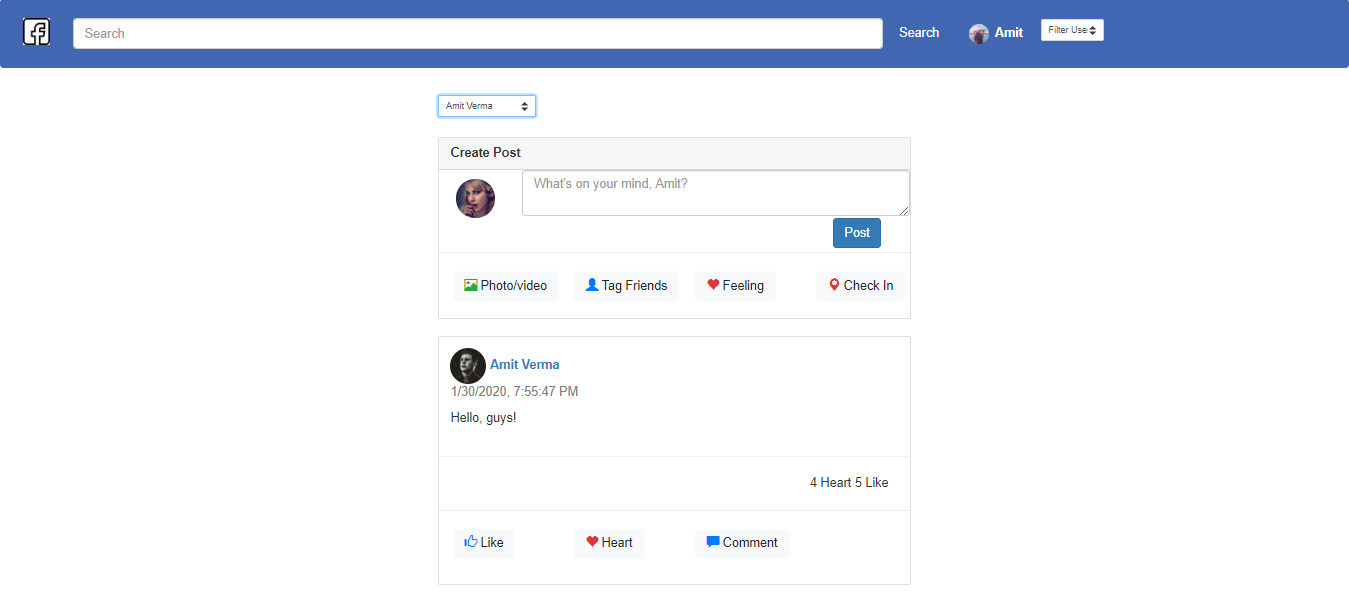 Search Search Amit Filter Use
Amit Verma
Create Post
What's on your mind, Amit?
Post
Photo/video Tag Friends Feeling Check In
Amit Verma
1/30/2020, 7:55:47 PM
Hello, guys!
4 Heart 5 Like
Like Heart Comment